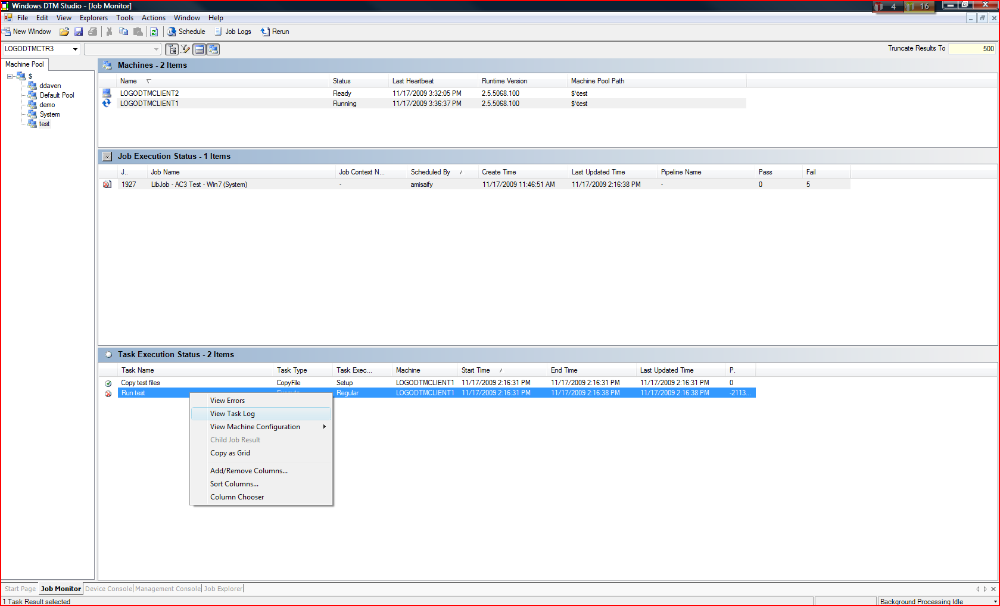 Windows DTM Studio - [Job Monitor]
4 16
File Edit View Explorers Tools Actions Window Help
New Window Schedule Job Logs Rerun
LOGODTMCTR3 Truncate Results To 500
Machine Pool
$
ddaven
Default Pool
demo
System
test
Machines - 2 Items
Name Status Last Heartbeat Runtime Version Machine Pool Path
LOGODTMCLIENT2 Ready 11/17/2009 3:32:05 PM 2.5.5068.100 $\test
LOGODTMCLIENT1 Running 11/17/2009 3:36:37 PM 2.5.5068.100 $\test
Job Execution Status - 1 Items
J.. Job Name Job Context N... Scheduled By Create Time Last Updated Time Pipeline Name Pass Fail
1927 LibJob - AC3 Test - Win7 (System) - amisaify 11/17/2009 11:46:51 AM 11/17/2009 2:16:38 PM - 0 5
Task Execution Status - 2 Items
Task Name Task Type Task Exec... Machine Start Time End Time Last Updated Time P.
Copy test files CopyFile Setup LOGODTMCLIENT1 11/17/2009 2:16:31 PM 11/17/2009 2:16:31 PM 11/17/2009 2:16:31 PM 0
Run test Regular LOGODTMCLIENT1 11/17/2009 2:16:31 PM 11/17/2009 2:16:38 PM 11/17/2009 2:16:38 PM -2113...
View Errors
View Task Log
View Machine Configuration
Child Job Result
Copy as Grid
Add/Remove Columns...
Sort Columns...
Column Chooser
Start Page Job Monitor Device Console Management Console Job Explorer
1 Task Result selected Background Processing Idle